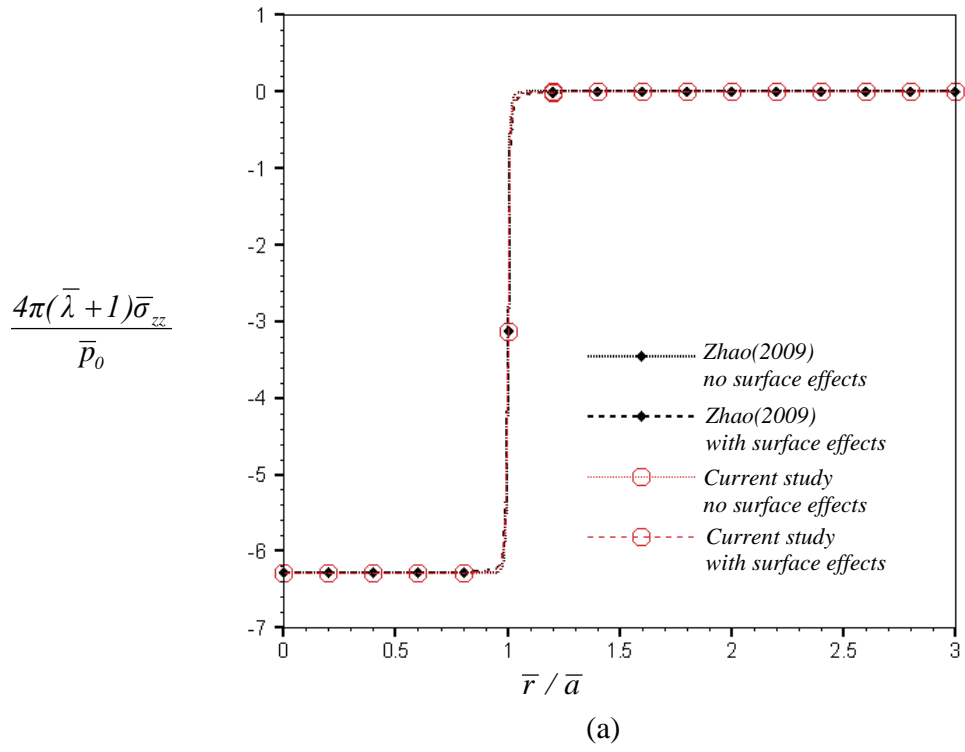 1
0
-1
-2
-3
-4
-5
-6
-7
4π(λ̅+1)σ̅zz
p̅0
Zhao(2009)
no surface effects
Zhao(2009)
with surface effects
Current study
no surface effects
Current study
with surface effects
0 0.5 1 1.5 2 2.5 3
r̅ / a̅
(a)